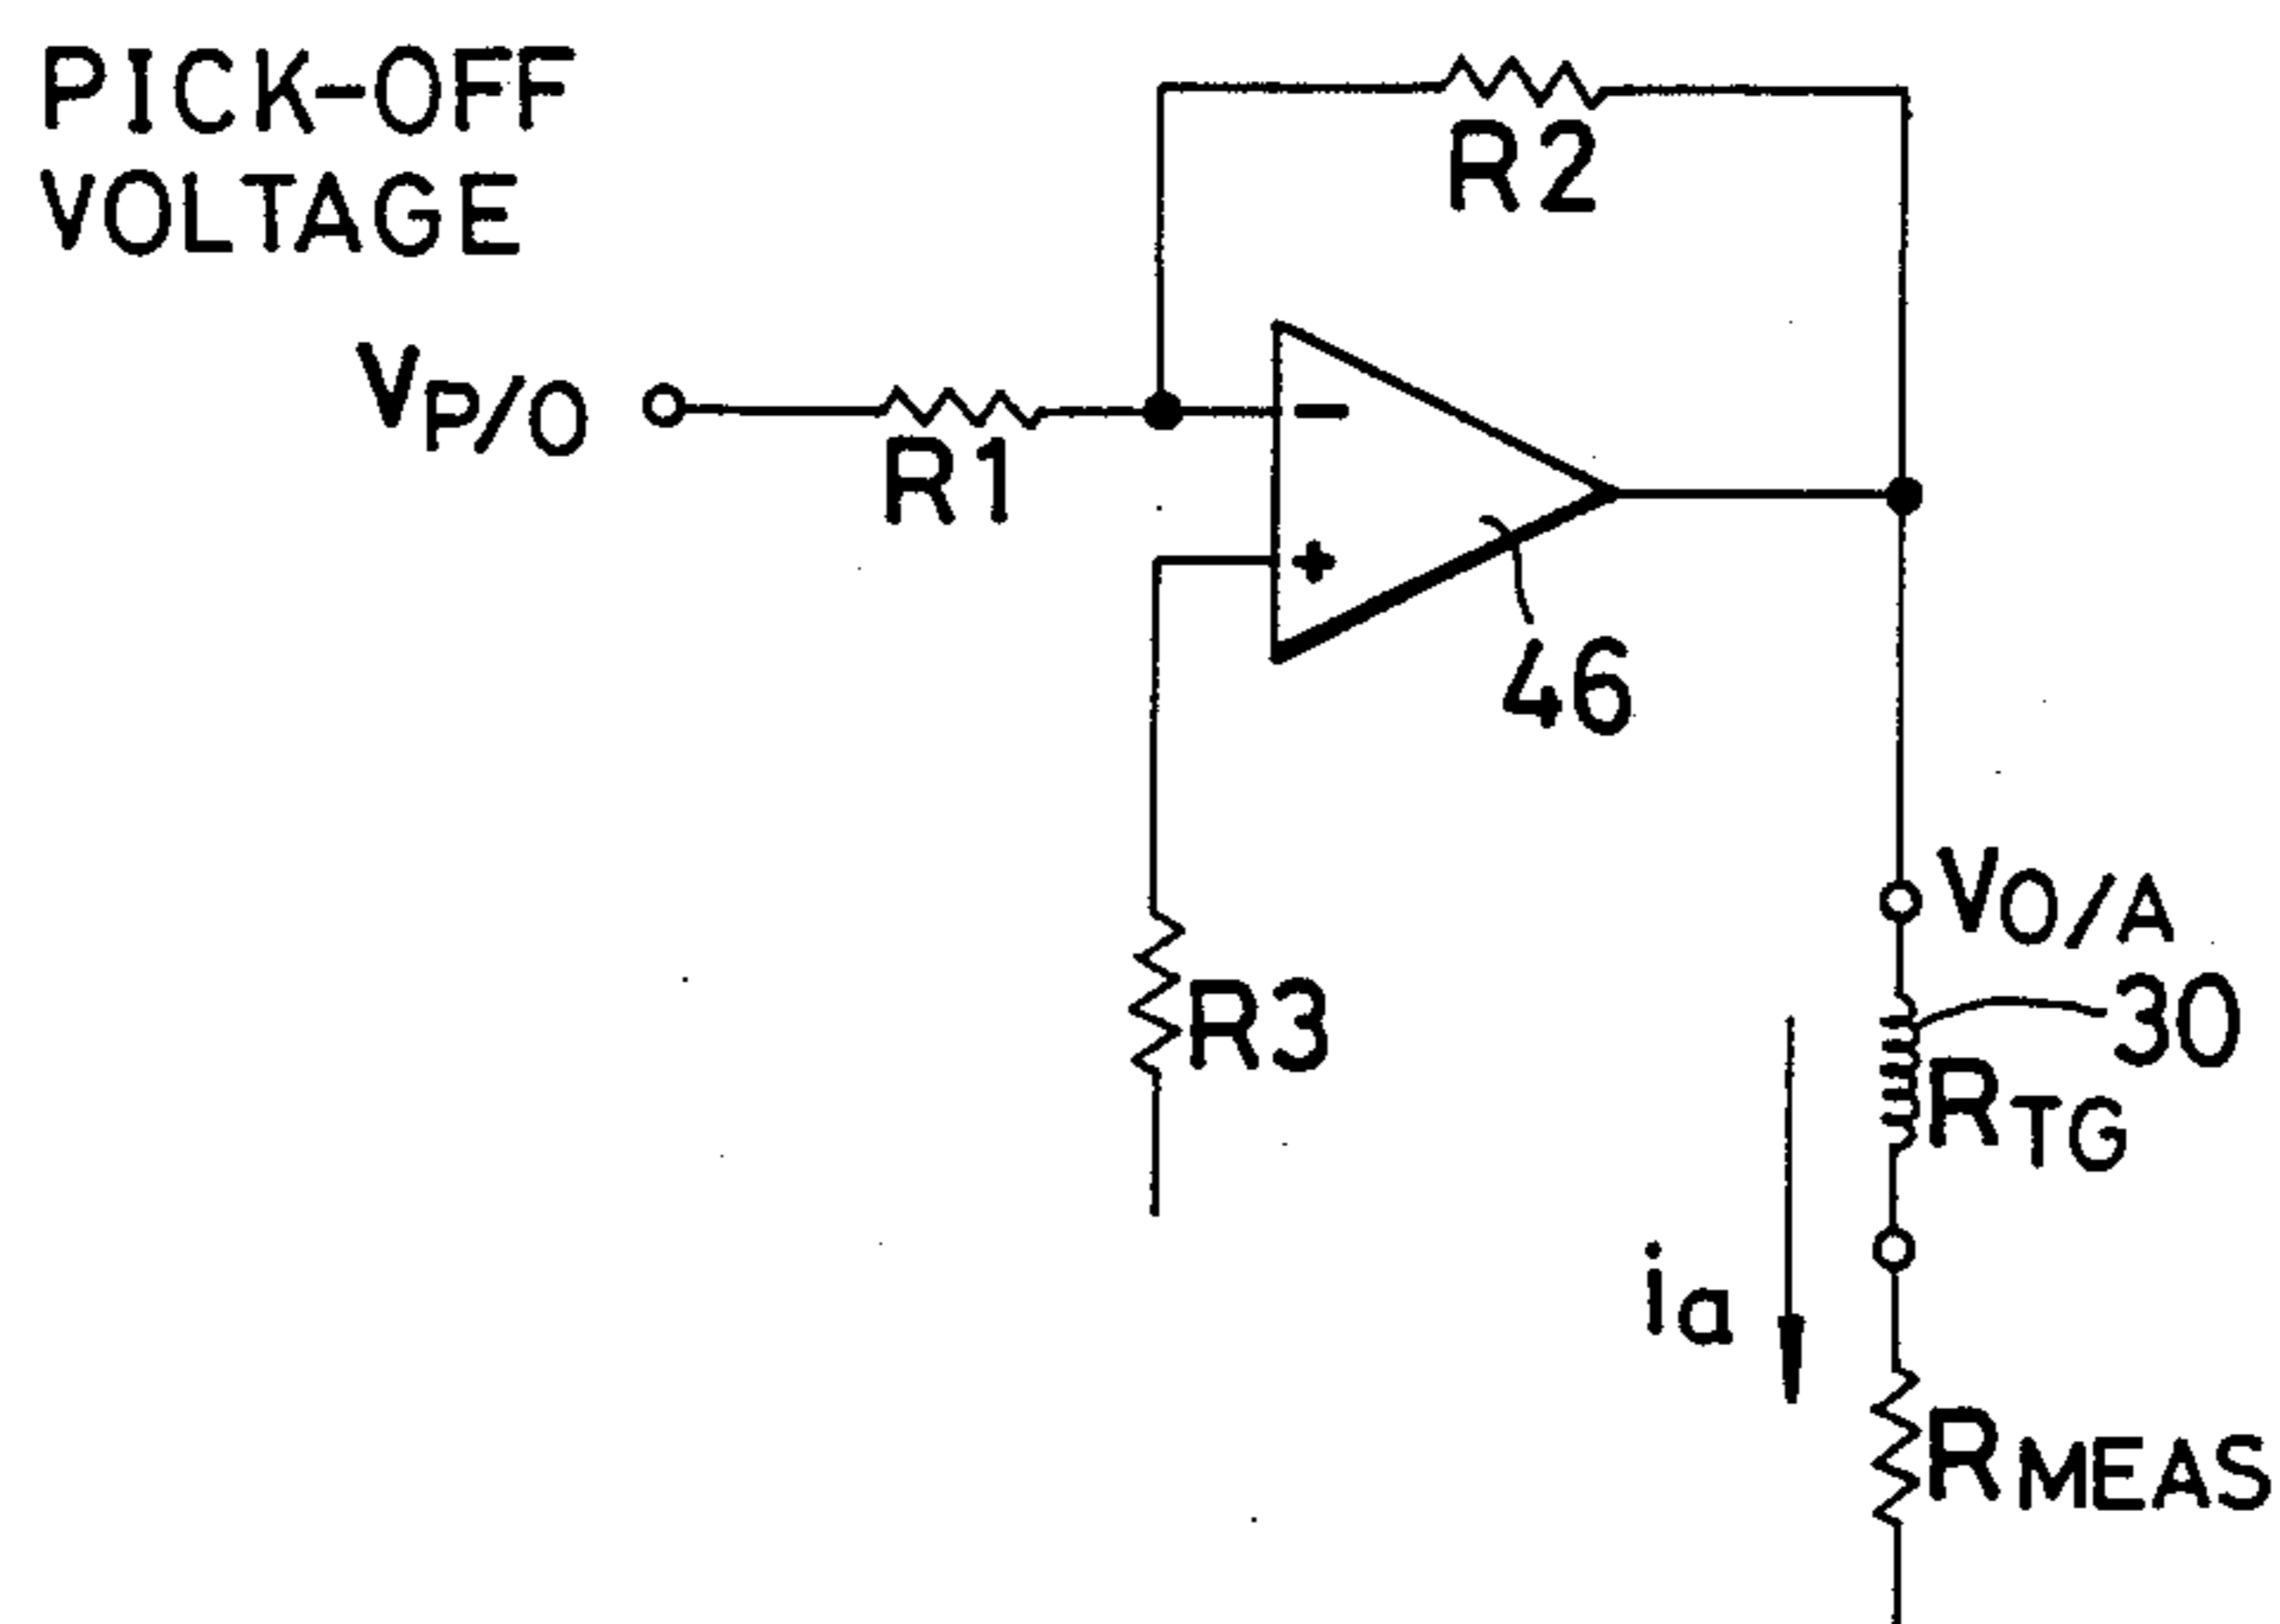 PICK-OFF
VOLTAGE
R2
VP/O
R1
-
+
46
VO/A
30
R3
RTG
ia
RMEAS